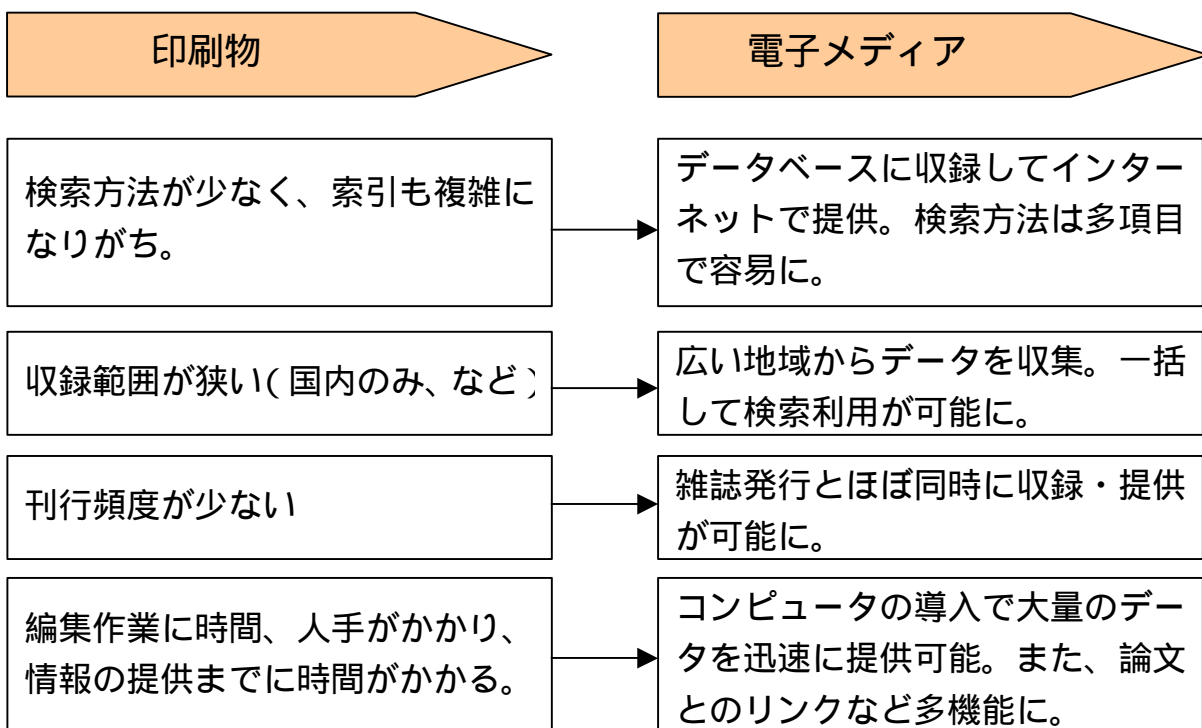 印刷物
電子メディア
検索方法が少なく、索引も複雑に
なりがち。
データベースに収録してインター
ネットで提供。検索方法は多項目
で容易に。
収録範囲が狭い(国内のみ、など)
広い地域からデータを収集。一括
して検索利用が可能に。
刊行頻度が少ない
雑誌発行とほぼ同時に収録・提供
が可能に。
編集作業に時間、人手がかかり、
情報の提供までに時間がかかる。
コンピュータの導入で大量のデー
タを迅速に提供可能。また、論文
とのリンクなど多機能に。